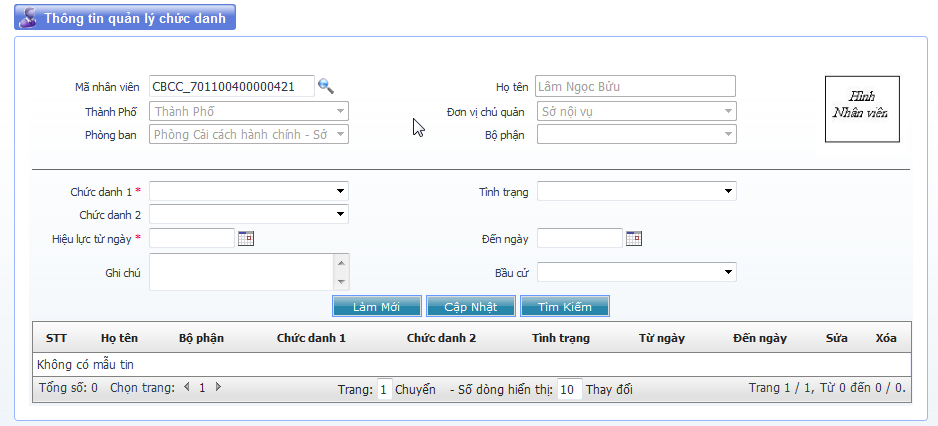 Thông tin quản lý chức danh
Mã nhân viên CBCC_701100400000421 Họ tên Lâm Ngọc Bửu
Hình
Nhân viên
Thành Phố Thành Phố Đơn vị chủ quản Sở nội vụ
Phòng ban Phòng Cải cách hành chính - Sở Bộ phận
Chức danh 1 * Tình trạng
Chức danh 2
Hiệu lực từ ngày * Đến ngày
Ghi chú Bầu cử
Làm Mới Cập Nhật Tìm Kiếm
STT Họ tên Bộ phận Chức danh 1 Chức danh 2 Tình trạng Từ ngày Đến ngày Sửa Xóa
Không có mẫu tin
Tổng số: 0 Chọn trang: 1 Trang: 1 Chuyển - Số dòng hiển thị: 10 Thay đổi Trang 1 / 1, Từ 0 đến 0 / 0.